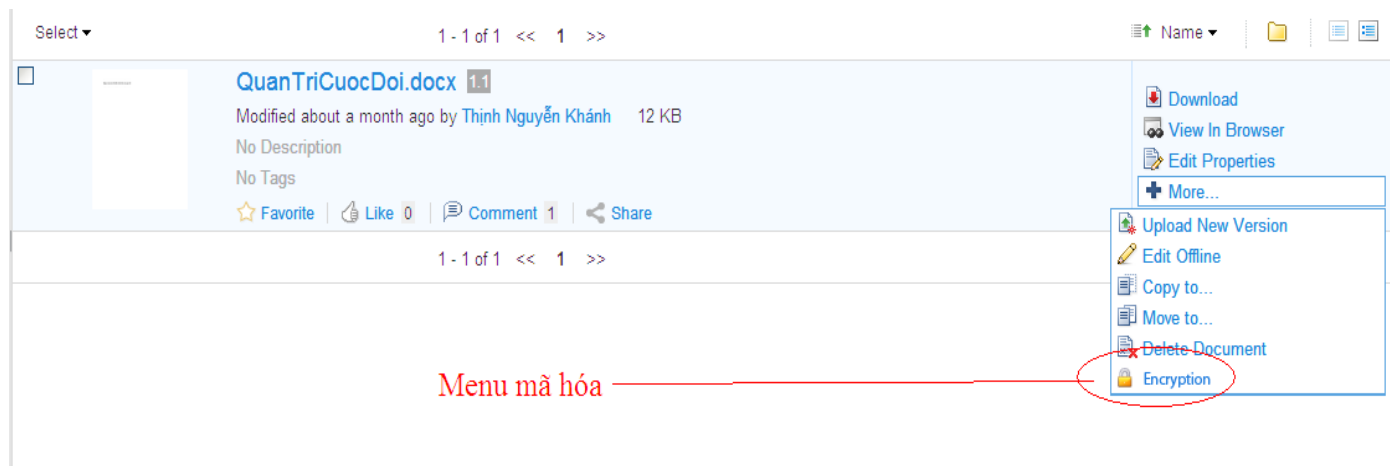 Select
1 - 1 of 1 << 1 >>
Name
QuanTriCuocDoi.docx 1.1
Modified about a month ago by Thịnh Nguyễn Khánh 12 KB
No Description
No Tags
Favorite Like 0 Comment 1 Share
Download
View In Browser
Edit Properties
More...
Upload New Version
Edit Offline
Copy to...
Move to...
Delete Document
Encryption
1 - 1 of 1 << 1 >>
Menu mã hóa